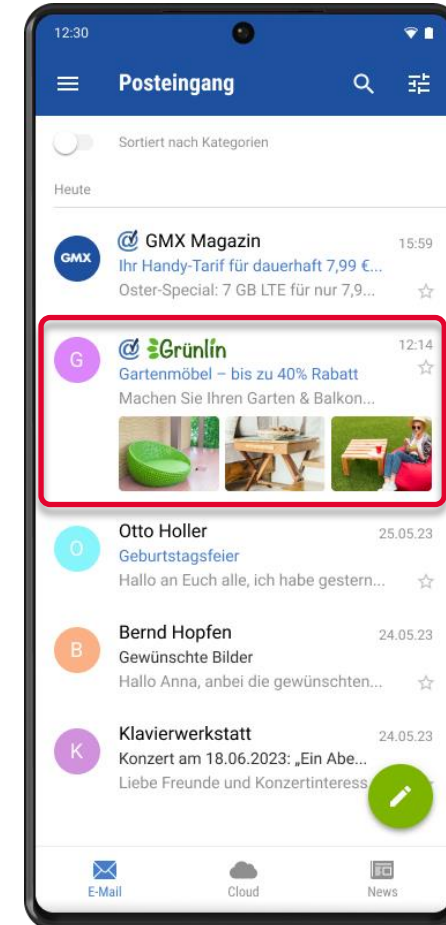 12:30
Posteingang
Sortiert nach Kategorien
Heute
GMX
GMX Magazin
15:59
Ihr Handy-Tarif für dauerhaft 7,99 €...
Oster-Special: 7 GB LTE für nur 7,9...
G
Grünlin
12:14
Gartenmöbel – bis zu 40% Rabatt
Machen Sie Ihren Garten & Balkon...
O
Otto Holler
25.05.23
Geburtstagsfeier
Hallo an Euch alle, ich habe gestern...
B
Bernd Hopfen
24.05.23
Gewünschte Bilder
Hallo Anna, anbei die gewünschten...
K
Klavierwerkstatt
24.05.23
Konzert am 18.06.2023: „Ein Abe...
Liebe Freunde und Konzertinteress
E-Mail
Cloud
News